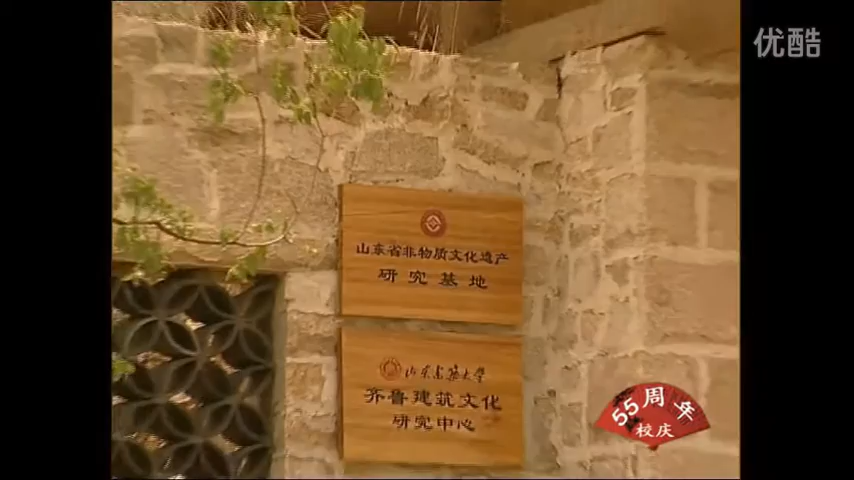 优酷
山东省非物质文化遗产
研究基地
山东建筑大学
齐鲁建筑文化
研究中心
55周年
校庆